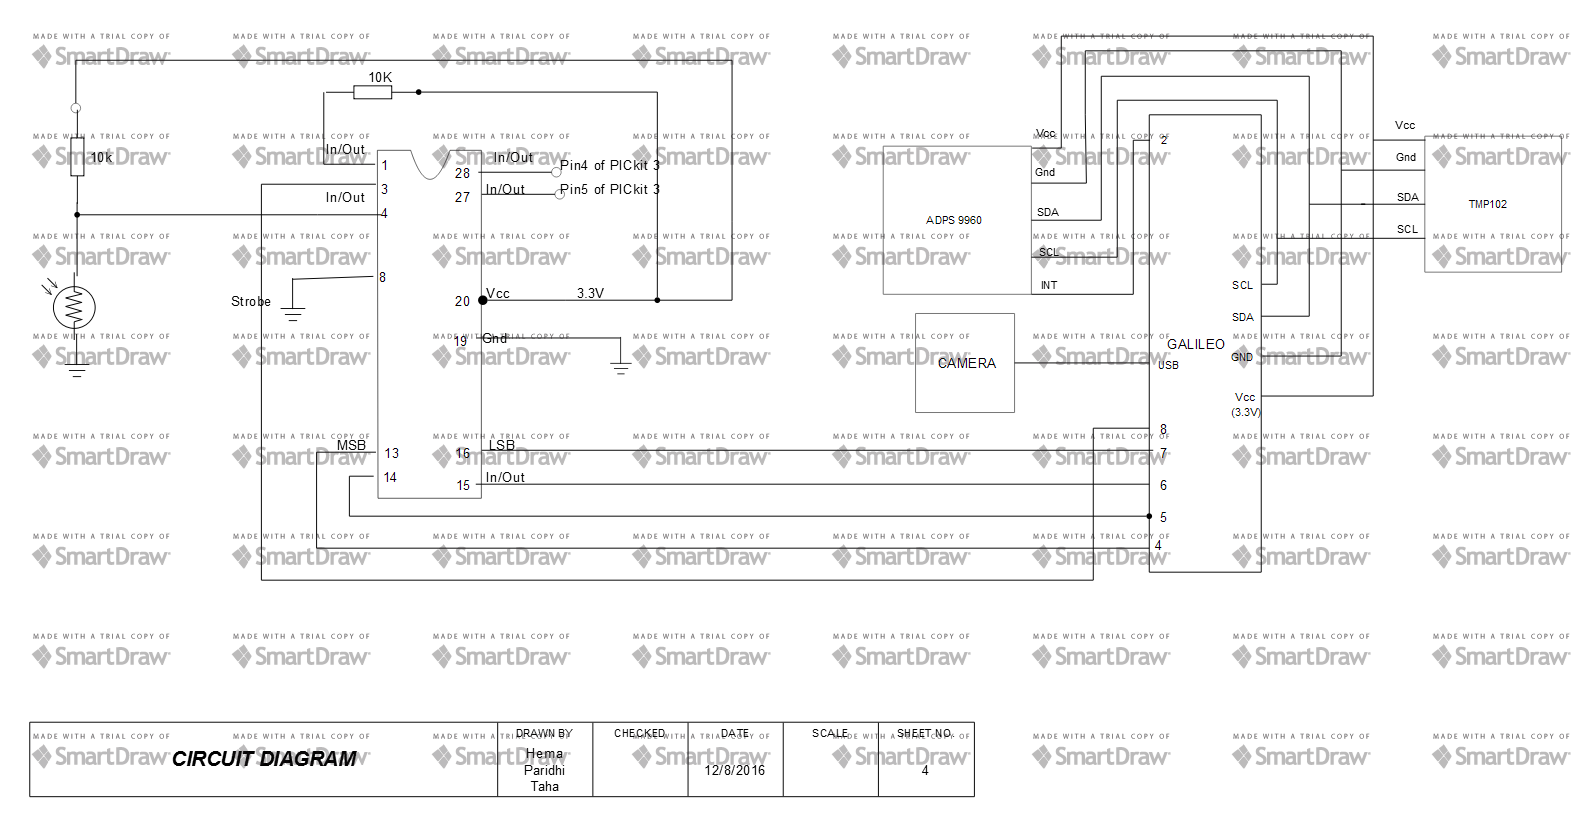 10K
10k
In/Out
1
3
In/Out
4
8
Strobe
MSB
13
14
In/Out
28
Pin4 of PICkit 3
27
In/Out
Pin5 of PICkit 3
20
Vcc
3.3V
19
Gnd
16
LSB
15
In/Out
ADPS 9960
Vcc
Gnd
SDA
SCL
INT
CAMERA
2
GALILEO
USB
SCL
SDA
GND
Vcc
(3.3V)
8
7
6
5
4
Vcc
Gnd
SDA
SCL
TMP102
MADE WITH A TRIAL COPY OF
SmartDraw
CIRCUIT DIAGRAM
DRAWN BY
Hema
Paridhi
Taha
CHECKED
DATE
12/8/2016
SCALE
SHEET NO.
4